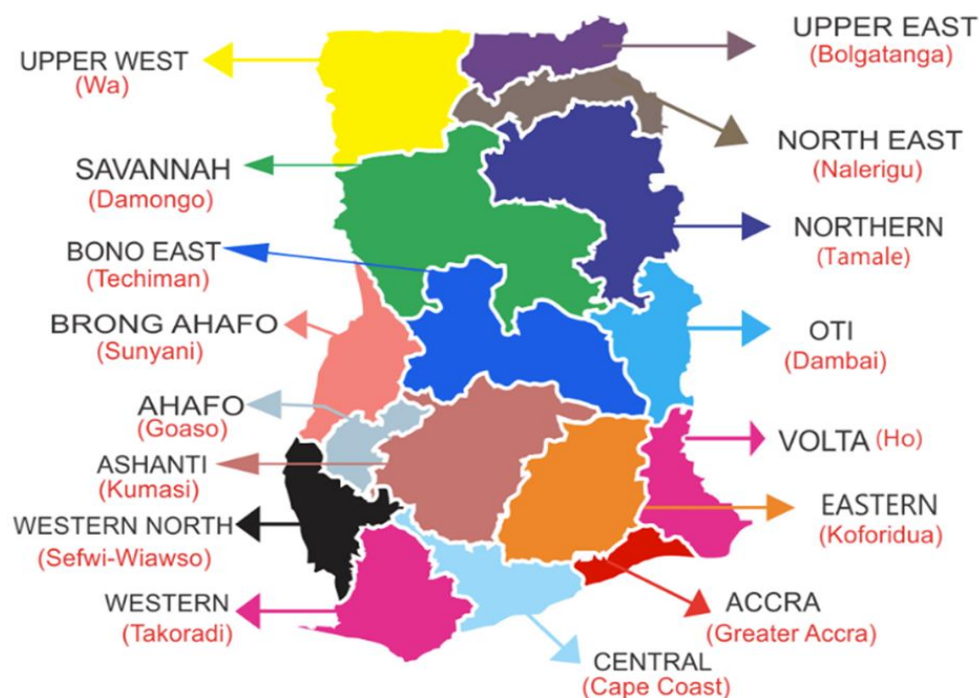 UPPER WEST
(Wa)
SAVANNAH
(Damongo)
BONO EAST
(Techiman)
BRONG AHAFO
(Sunyani)
AHAFO
(Goaso)
ASHANTI
(Kumasi)
WESTERN NORTH
(Sefwi-Wiawso)
WESTERN
(Takoradi)
UPPER EAST
(Bolgatanga)
NORTH EAST
(Nalerigu)
NORTHERN
(Tamale)
OTI
(Dambai)
VOLTA (Ho)
EASTERN
(Koforidua)
ACCRA
(Greater Accra)
CENTRAL
(Cape Coast)